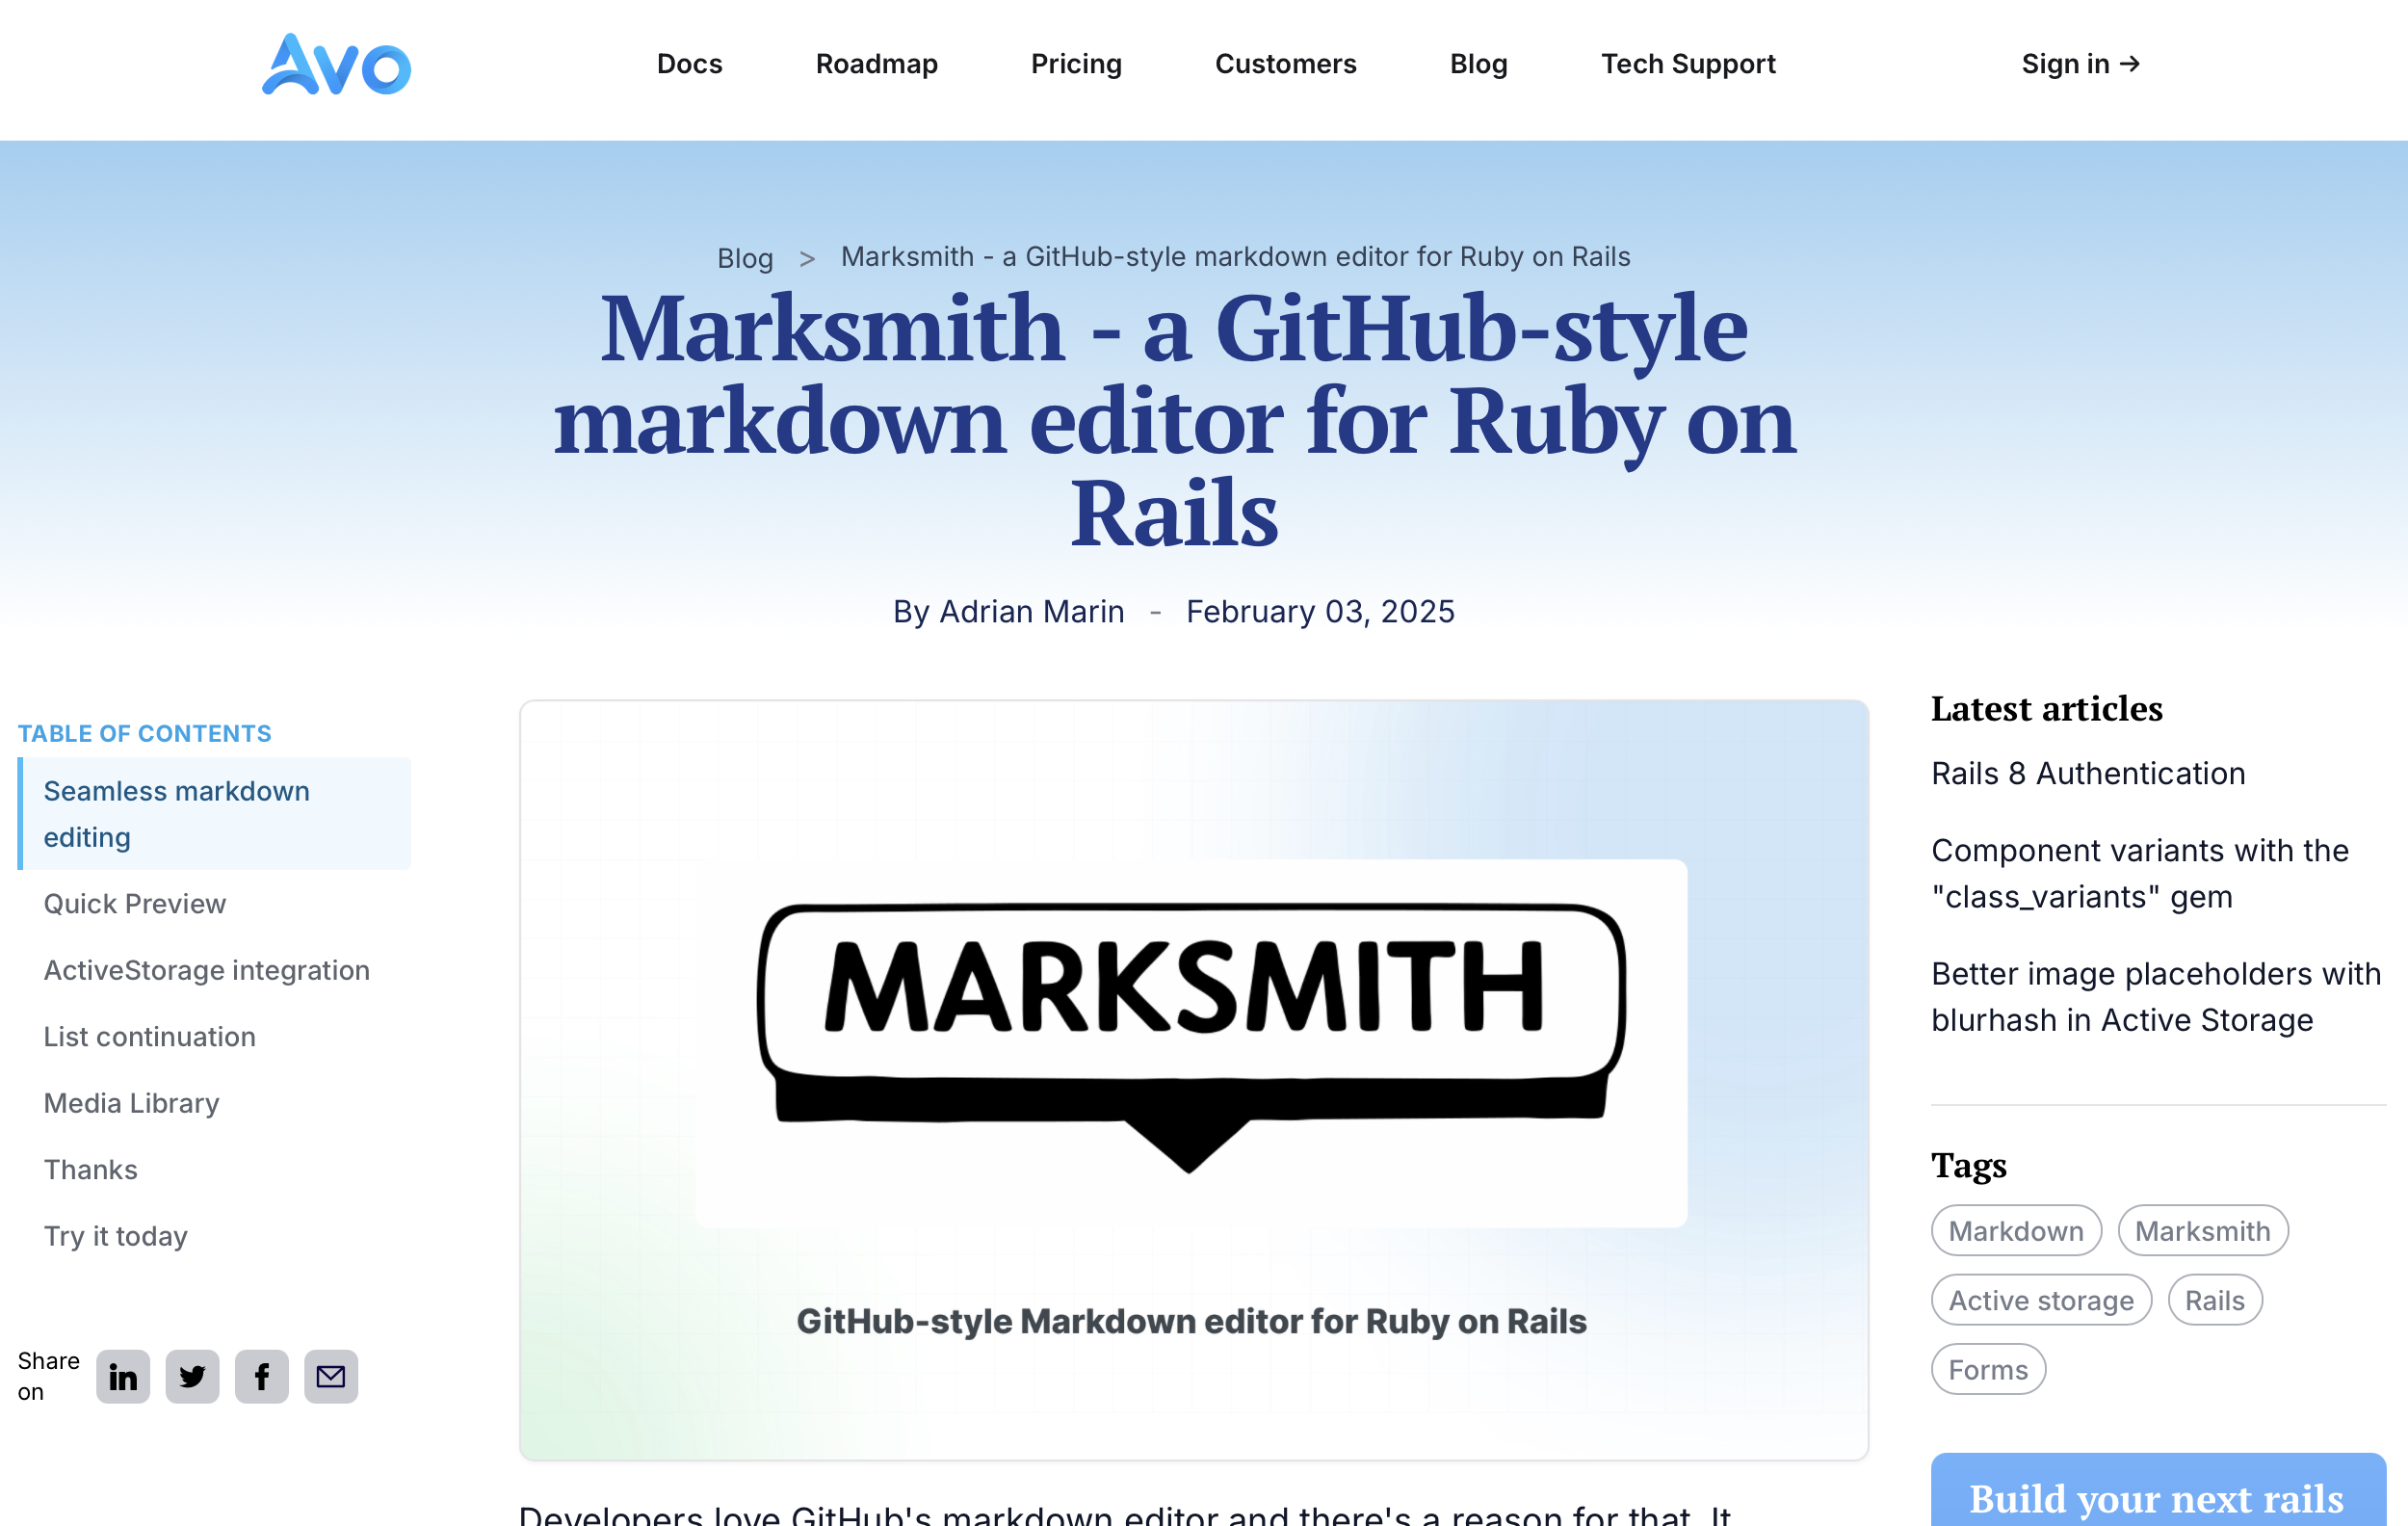 Avo
Docs
Roadmap
Pricing
Customers
Blog
Tech Support
Sign in →
Blog > Marksmith - a GitHub-style markdown editor for Ruby on Rails
Marksmith - a GitHub-style
markdown editor for Ruby on
Rails
By Adrian Marin - February 03, 2025
TABLE OF CONTENTS
Seamless markdown
editing
Quick Preview
ActiveStorage integration
List continuation
Media Library
Thanks
Try it today
Share
on
MARKSMITH
GitHub-style Markdown editor for Ruby on Rails
Developers love GitHub's markdown editor and there's a reason for that. It
Latest articles
Rails 8 Authentication
Component variants with the
"class_variants" gem
Better image placeholders with
blurhash in Active Storage
Tags
Markdown
Marksmith
Active storage
Rails
Forms
Build your next rails